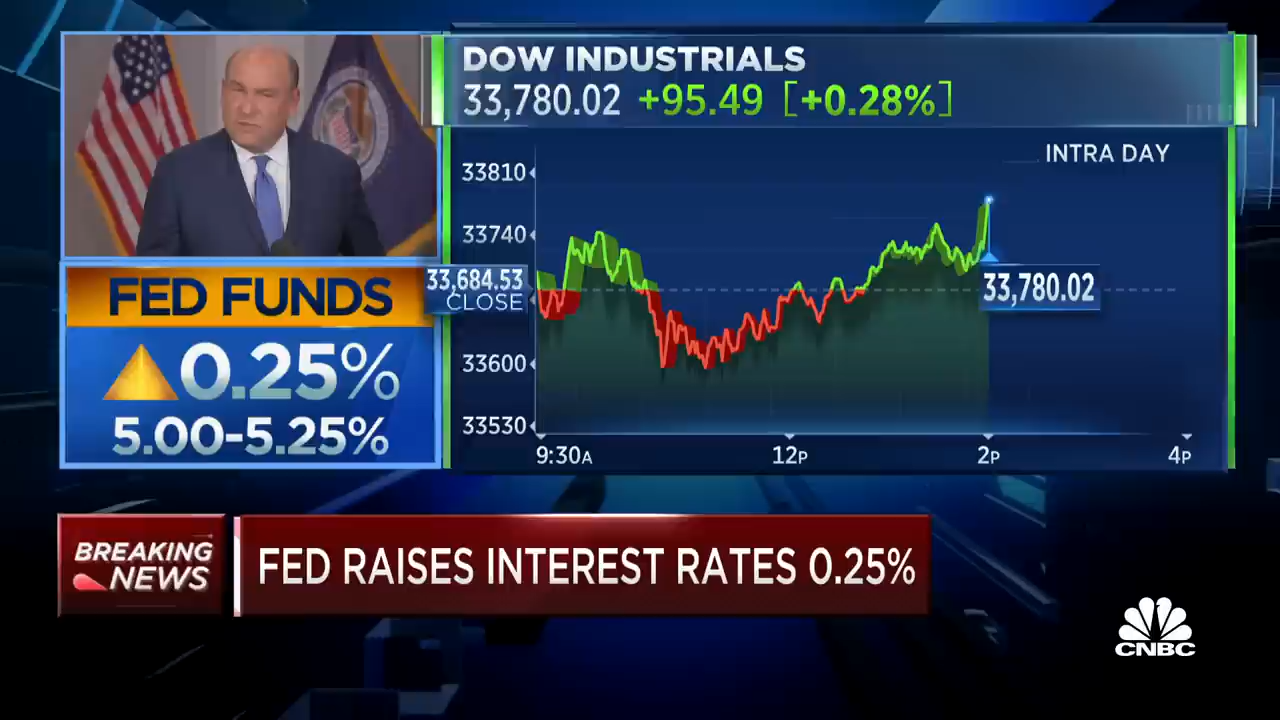 DOW INDUSTRIALS
33,780.02 +95.49 [+0.28%]
INTRA DAY
33810
33740
33,684.53
CLOSE
33,780.02
33600
33530
9:30A 12P 2P 4P
FED FUNDS
▲0.25%
5.00-5.25%
BREAKING
NEWS
FED RAISES INTEREST RATES 0.25%
CNBC